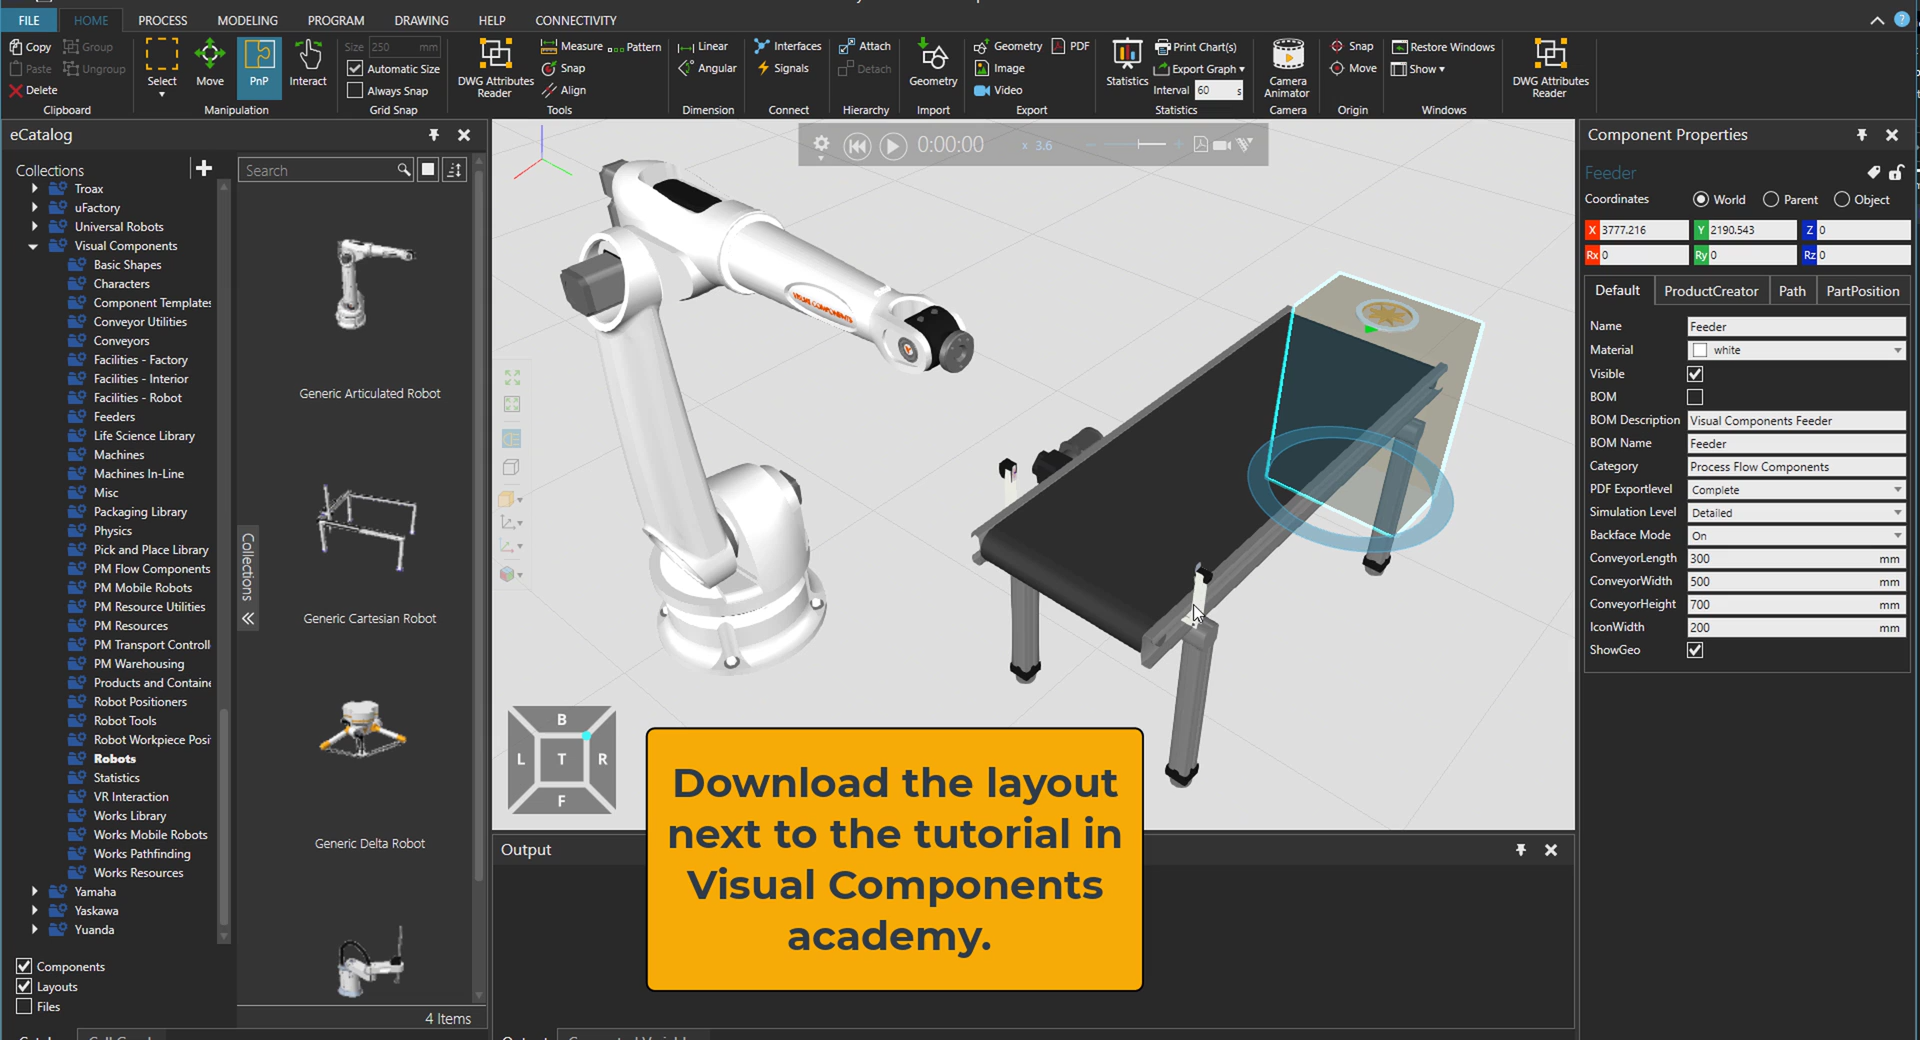 FILE HOME PROCESS MODELING PROGRAM DRAWING HELP CONNECTIVITY
Copy Group
Paste Ungroup
Delete
Clipboard
Select Move PnP Interact
Manipulation
Size 250 mm
Automatic Size
Always Snap
Grid Snap
DWG Attributes
Reader
Measure Pattern
Snap
Align
Tools
Linear
Angular
Dimension
Interfaces
Signals
Connect
Attach
Detach
Hierarchy
Geometry
Import
Geometry PDF
Image
Video
Export
Statistics
Print Chart(s)
Export Graph
Interval 60 s
Statistics
Camera
Animator
Camera
Snap
Move
Origin
Restore Windows
Show
Windows
DWG Attributes
Reader
eCatalog
Collections
Troax
uFactory
Universal Robots
Visual Components
Basic Shapes
Characters
Component Templates
Conveyor Utilities
Conveyors
Facilities - Factory
Facilities - Interior
Facilities - Robot
Feeders
Life Science Library
Machines
Machines In-Line
Misc
Packaging Library
Physics
Pick and Place Library
PM Flow Components
PM Mobile Robots
PM Resource Utilities
PM Resources
PM Transport Controll
PM Warehousing
Products and Containe
Robot Positioners
Robot Tools
Robot Workpiece Posi
Robots
Statistics
VR Interaction
Works Library
Works Mobile Robots
Works Pathfinding
Works Resources
Yamaha
Yaskawa
Yuanda
Components
Layouts
Files
Search
Generic Articulated Robot
Generic Cartesian Robot
Generic Delta Robot
4 Items
Collections
0:00:00 x 3.6
VISUAL COMPONENTS
B
L T R
F
Download the layout
next to the tutorial in
Visual Components
academy.
Output
Component Properties
Feeder
Coordinates World Parent Object
X 3777.216 Y 2190.543 Z 0
Rx 0 Ry 0 Rz 0
Default ProductCreator Path PartPosition
Name Feeder
Material white
Visible
BOM
BOM Description Visual Components Feeder
BOM Name Feeder
Category Process Flow Components
PDF Exportlevel Complete
Simulation Level Detailed
Backface Mode On
ConveyorLength 300 mm
ConveyorWidth 500 mm
ConveyorHeight 700 mm
IconWidth 200 mm
ShowGeo